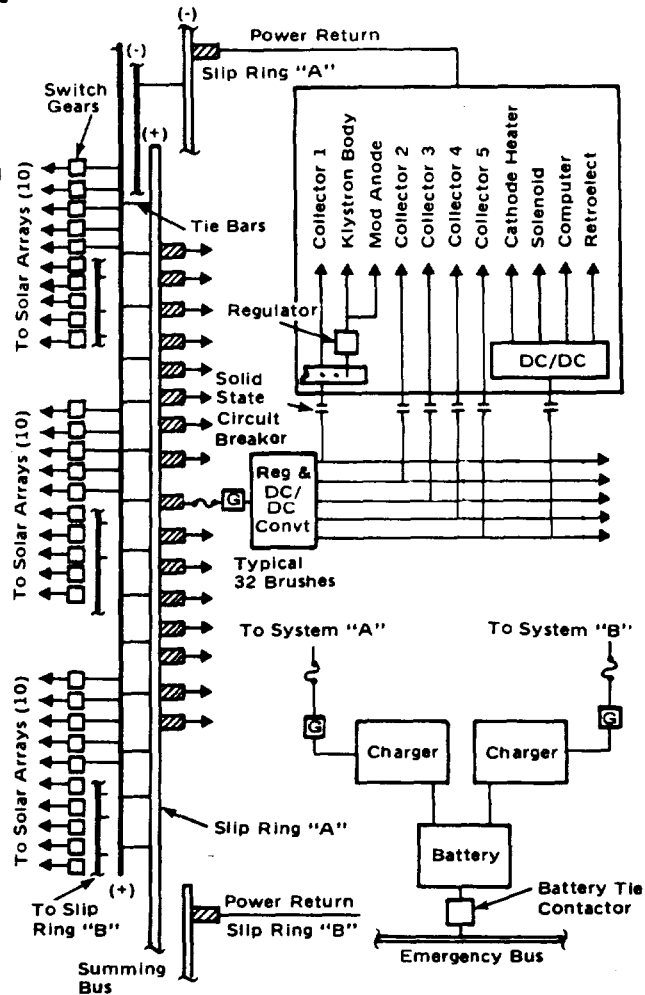 (-)
Power Return
Slip Ring "A"
(-)
Switch
Gears
(+)
To Solar Arrays (10)
Tie Bars
Collector 1
Klystron Body
Mod Anode
Collector 2
Collector 3
Collector 4
Collector 5
Cathode Heater
Solenoid
Computer
Retroelect
Regulator
DC/DC
Solid
State
Circuit
Breakor
To Solar Arrays (10)
G
Reg &
DC/
DC
Convt
Typical
32 Brushes
To System "A"
To System "B"
G
G
Charger
Charger
To Solar Arrays (10)
Slip Ring "A"
Battery
(+)
To Slip
Ring "B"
Power Return
Slip Ring "B"
Battery Tie
Contactor
Emergency Bus
Summing
Bus